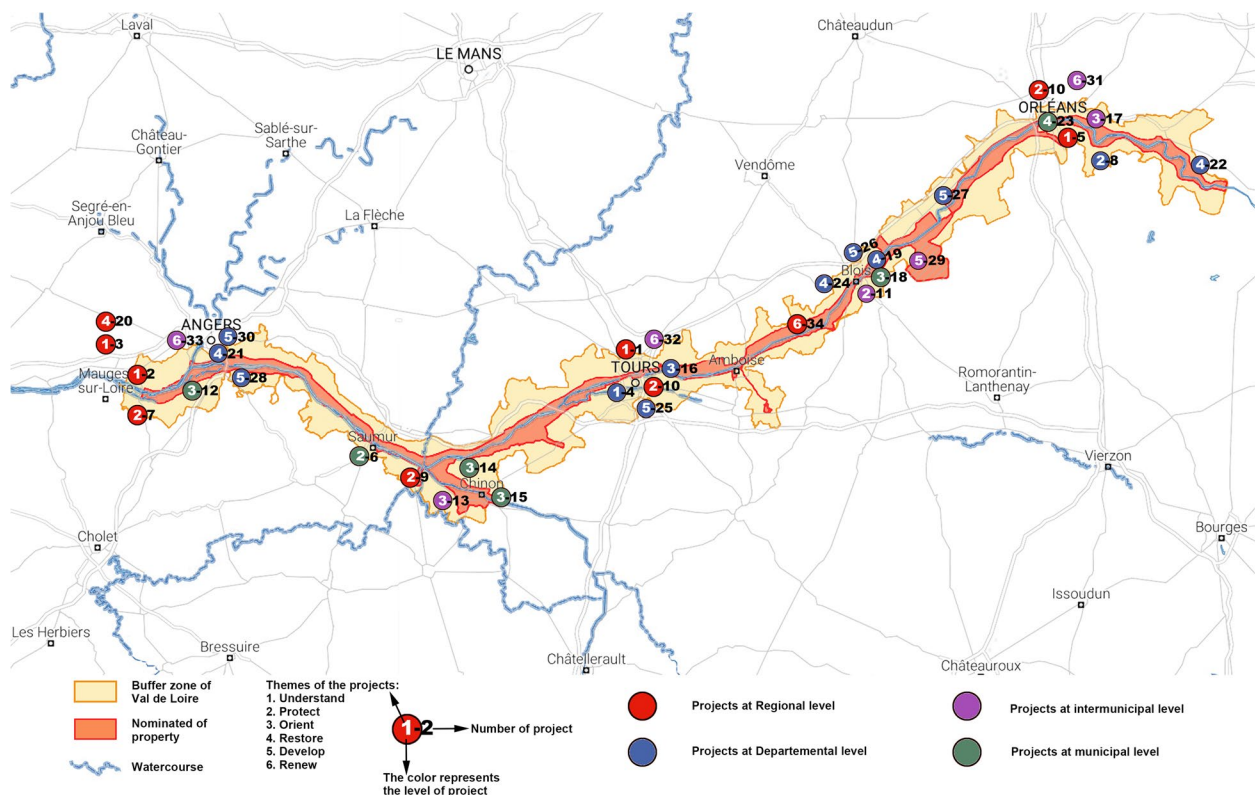 Laval
Châteaudun
LE MANS
2-10
6-31
ORLÉANS
4-23
3-17
1-5
2-8
4-22
Château-
Gontier
Sablé-sur-
Sarthe
Vendôme
5-27
Segré-en-
Anjou Bleu
La Flèche
5-26
4-19
5-29
Blois
3-18
4-24
2-11
4-20
ANGERS
6-33
5-30
1-3
4-21
6-34
6-32
1-1
Mauges-
sur-Loire
1-2
5-28
3-12
2-7
TOURS
3-16
Amboise
1-4
2-10
5-25
Romorantin-
Lanthenay
Saumur
2-6
3-14
2-9
Chinon
3-13
3-15
Vierzon
Bourges
Cholet
Issoudun
Les Herbiers
Bressuire
Châtellerault
Châteauroux
Buffer zone of
Val de Loire
Nominated of
property
Watercourse
Themes of the projects:
1. Understand
2. Protect
3. Orient
4. Restore
5. Develop
6. Renew
1-2
Number of project
The color represents
the level of project
Projects at Regional level
Projects at Departemental level
Projects at intermunicipal level
Projects at municipal level